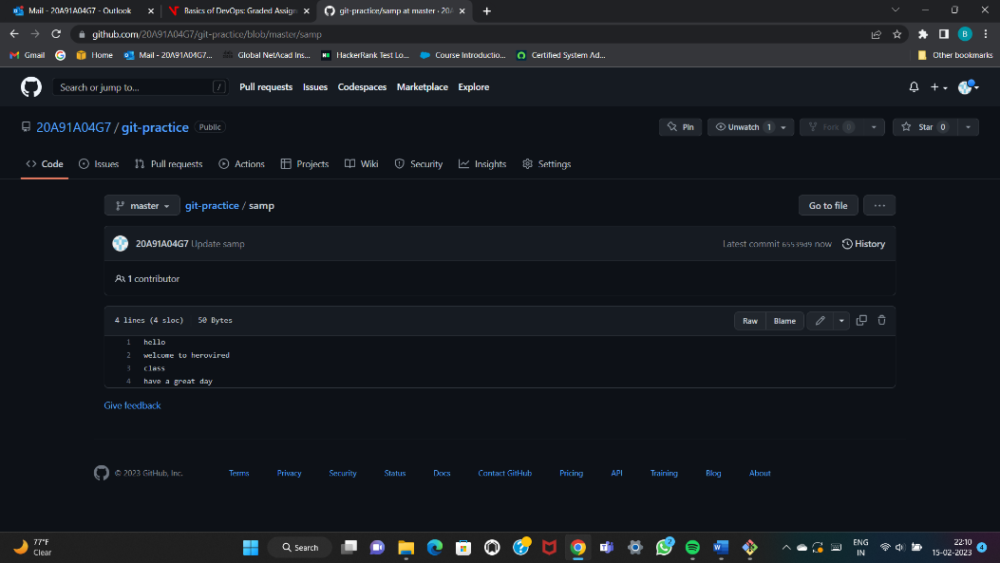 Mail - 20A91A04G7 - Outlook
Basics of DevOps: Graded Assign
git-practice/samp at master · 20A
github.com/20A91A04G7/git-practice/blob/master/samp
B
Gmail
Home
Mail - 20A91A04G7...
Global NetAcad Ins...
HackerRank Test Lo...
Course Introductio...
Certified System Ad...
Other bookmarks
Search or jump to...
/
Pull requests
Issues
Codespaces
Marketplace
Explore
20A91A04G7 / git-practice
Public
Pin
Unwatch 1
Fork 0
Star 0
Code
Issues
Pull requests
Actions
Projects
Wiki
Security
Insights
Settings
master
git-practice / samp
Go to file
20A91A04G7 Update samp
Latest commit 65539d9 now
History
1 contributor
4 lines (4 sloc) 50 Bytes
Raw
Blame
1 hello
2 welcome to herovired
3 class
4 have a great day
Give feedback
© 2023 GitHub, Inc.
Terms
Privacy
Security
Status
Docs
Contact GitHub
Pricing
API
Training
Blog
About
77°F
Clear
Search
2
ENG
IN
22:10
15-02-2023
4